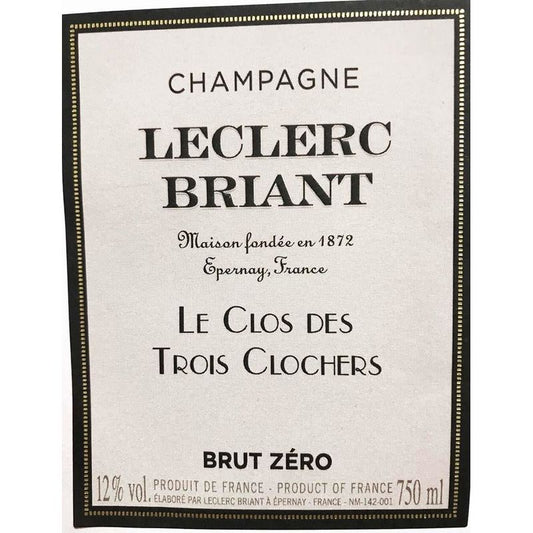 CHAMPAGNE
LECLERC
BRIANT
Maison fondée en 1872
Epernay, France
LE CLOS DES
TROIS CLOCHERS
BRUT ZÉRO
12% vol. PRODUIT DE FRANCE - PRODUCT OF FRANCE 750 ml
ÉLABORÉ PAR LECLERC BRIANT À ÉPERNAY - FRANCE - NM-142-001